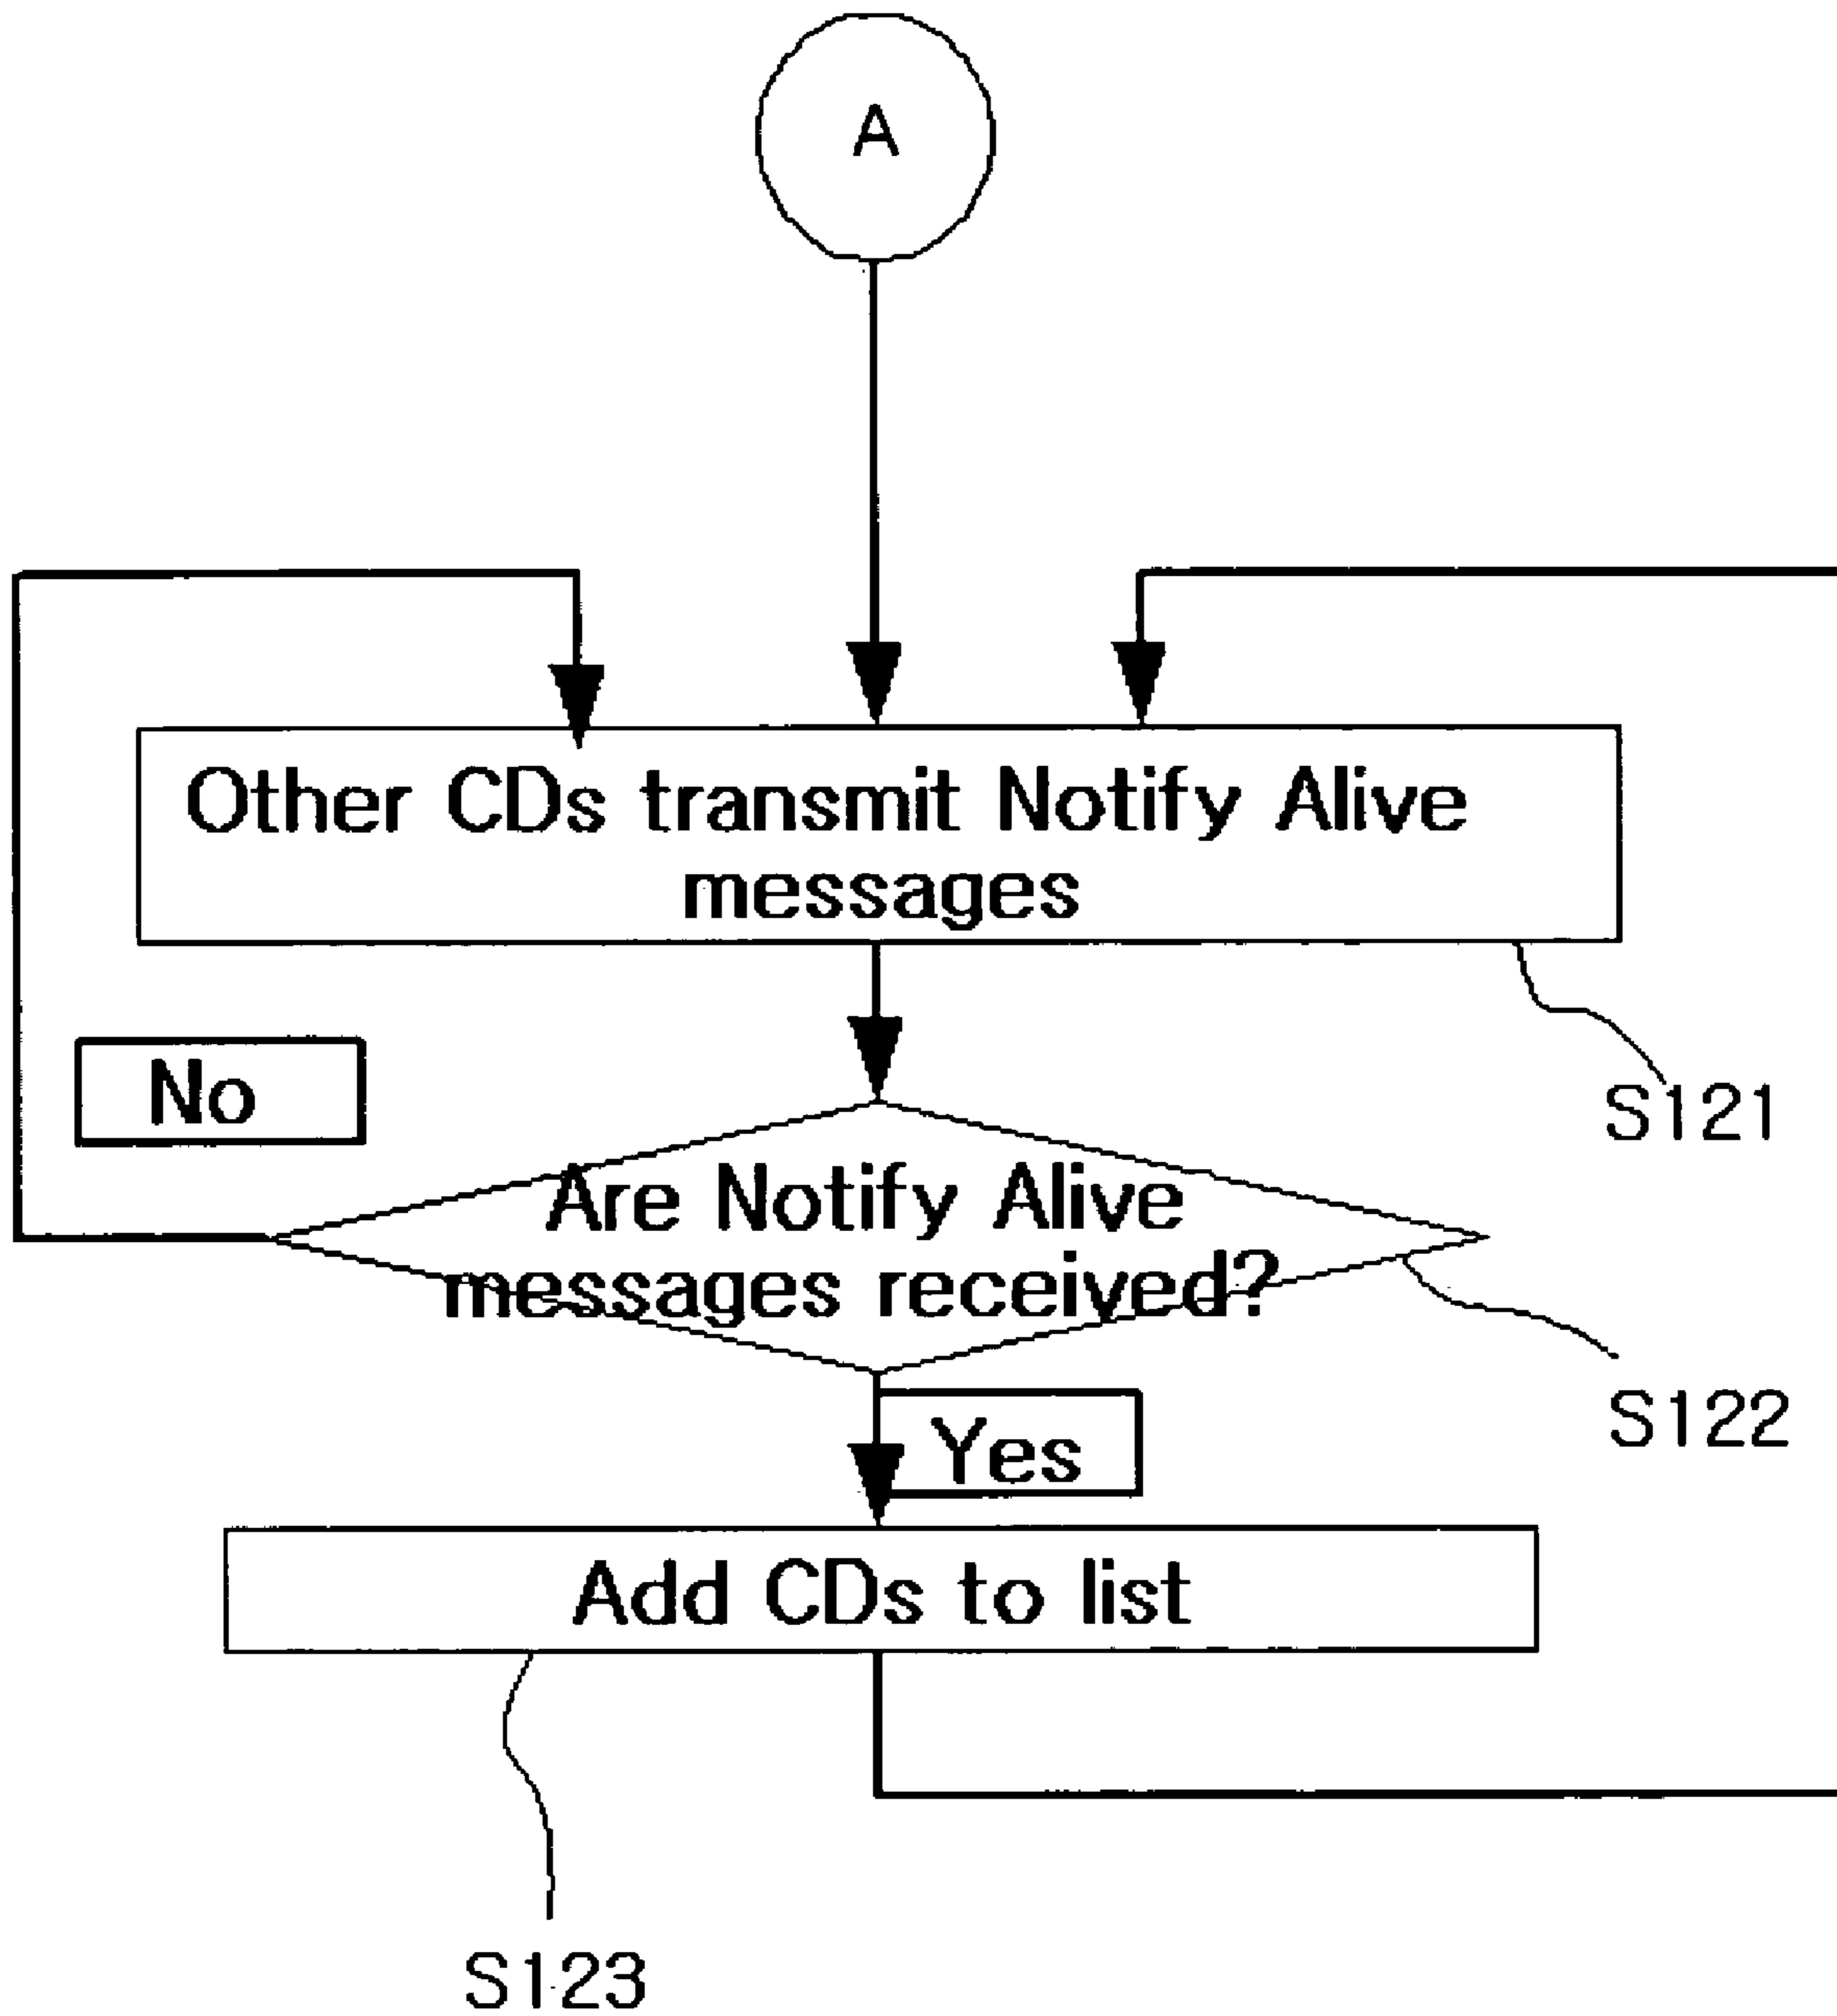 A
Other CDs transmit Notify Alive
messages
No
S121
Are Notify Alive
messages received?
S122
Yes
Add CDs to list
S123